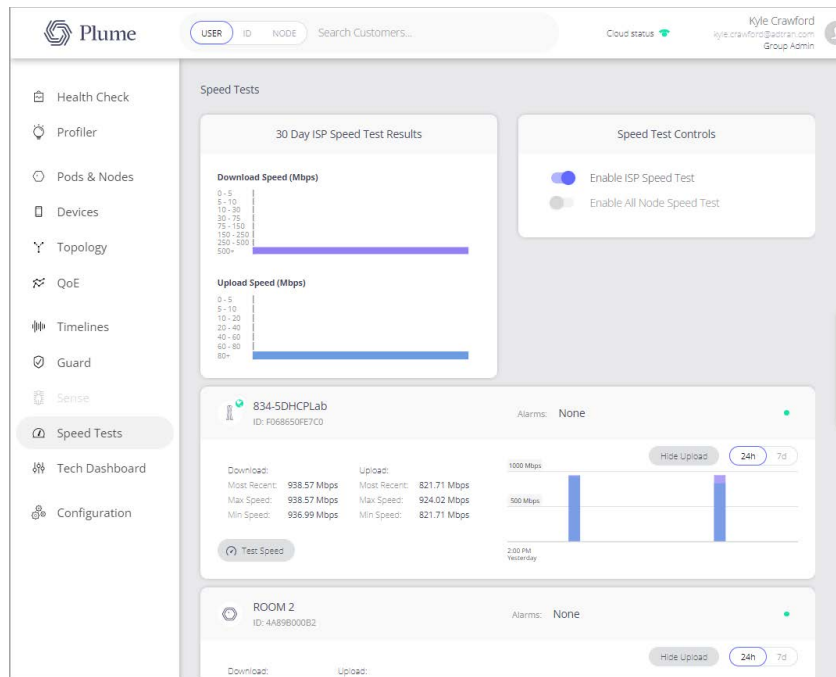 Plume
USER ID NODE Search Customers...
Cloud status
Kyle Crawford
kyle.crawford@adtran.com
Group Admin
Health Check
Profiler
Pods & Nodes
Devices
Topology
QoE
Timelines
Guard
Sense
Speed Tests
Tech Dashboard
Configuration
Speed Tests
30 Day ISP Speed Test Results
Download Speed (Mbps)
0 - 5
5 - 10
10 - 30
30 - 75
75 - 150
150 - 250
250 - 500
500+
Upload Speed (Mbps)
0 - 5
5 - 10
10 - 20
20 - 40
40 - 60
60 - 80
80+
Speed Test Controls
Enable ISP Speed Test
Enable All Node Speed Test
834-5DHCPLab
ID: F068650FE7C0
Alarms: None
Download: Upload:
Most Recent: 938.57 Mbps Most Recent: 821.71 Mbps
Max Speed: 938.57 Mbps Max Speed: 924.02 Mbps
Min Speed: 936.99 Mbps Min Speed: 821.71 Mbps
Test Speed
Hide Upload 24h 7d
1000 Mbps
500 Mbps
2:00 PM
Yesterday
ROOM 2
ID: 4A89B000B2
Alarms: None
Hide Upload 24h 7d
Download: Upload: